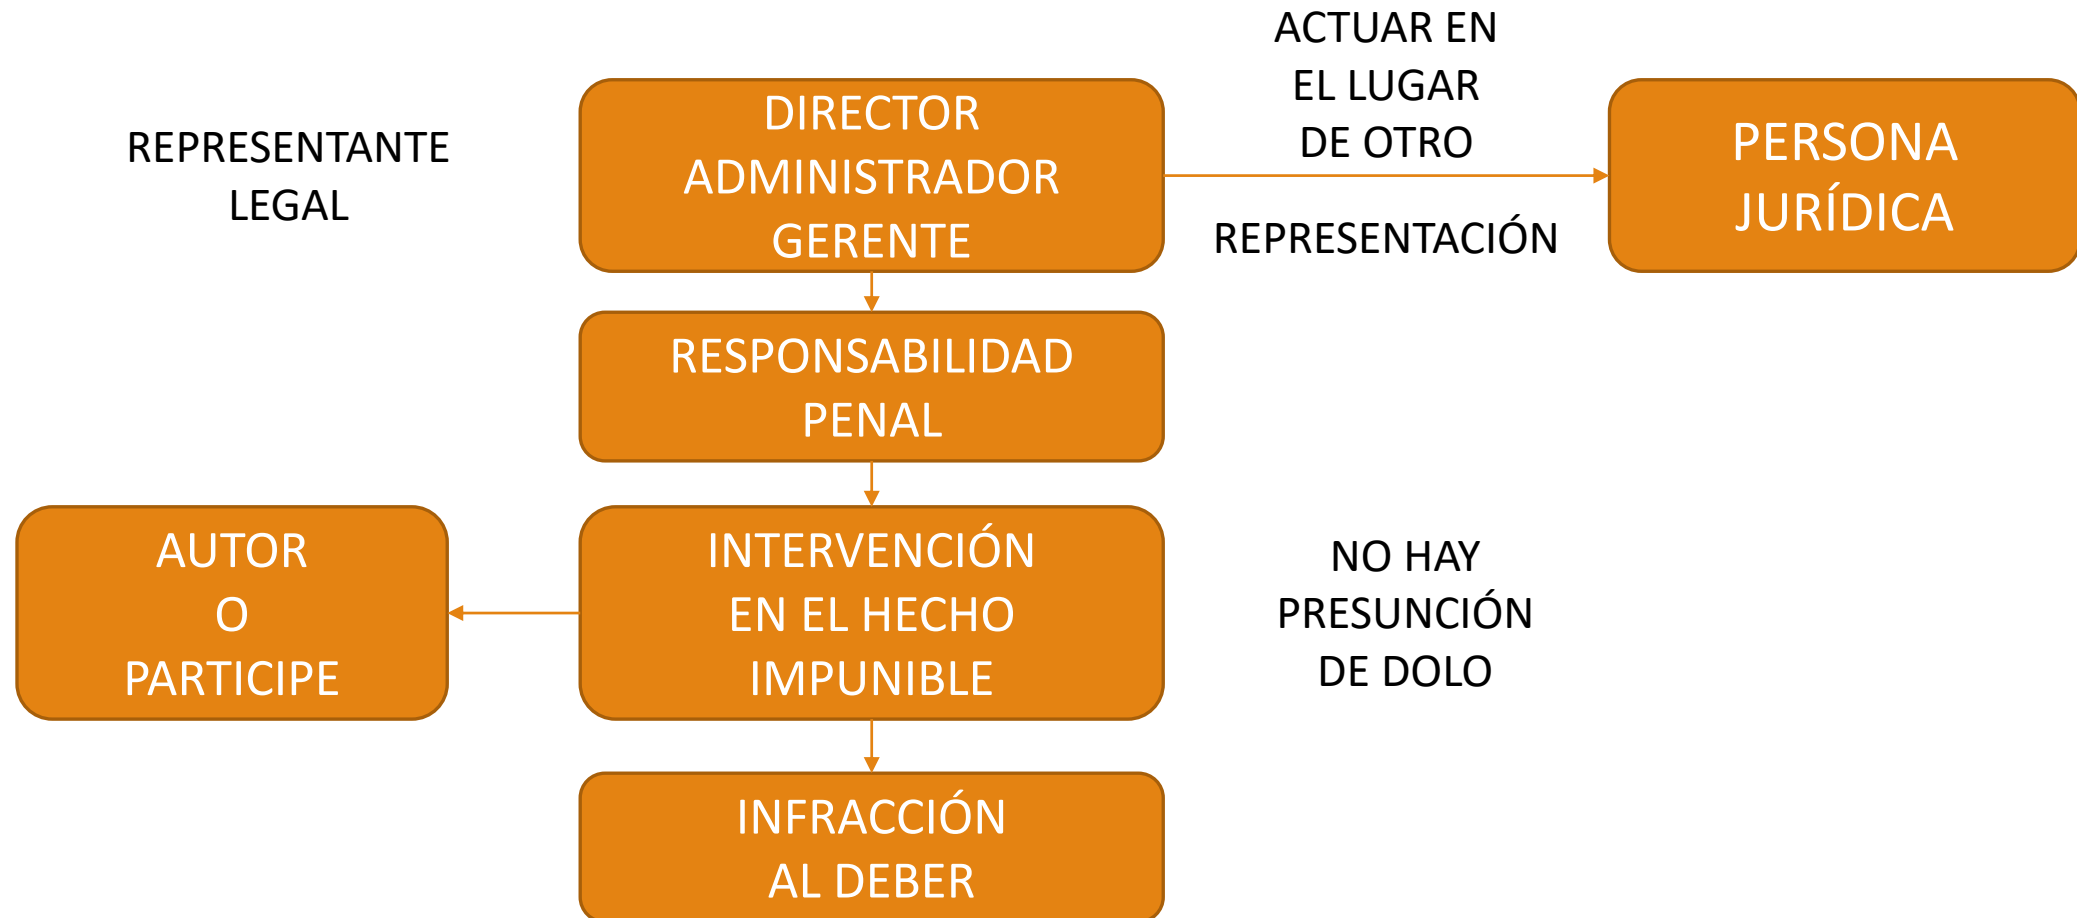 REPRESENTANTE
LEGAL
DIRECTOR
ADMINISTRADOR
GERENTE
ACTUAR EN
EL LUGAR
DE OTRO
REPRESENTACIÓN
PERSONA
JURÍDICA
RESPONSABILIDAD
PENAL
AUTOR
O
PARTICIPE
INTERVENCIÓN
EN EL HECHO
IMPUNIBLE
NO HAY
PRESUNCIÓN
DE DOLO
INFRACCIÓN
AL DEBER